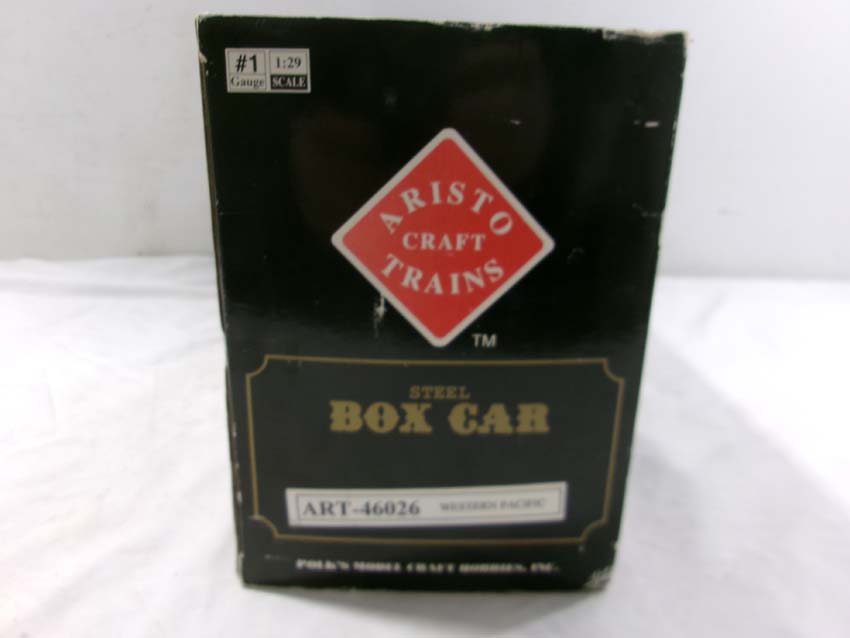 #1 1:29
Gauge SCALE
ARISTO
CRAFT
TRAINS
TM
STEEL
BOX CAR
ART-46026 WESTERN PACIFIC
POLK'S MODEL CRAFT HOBBIES, INC.